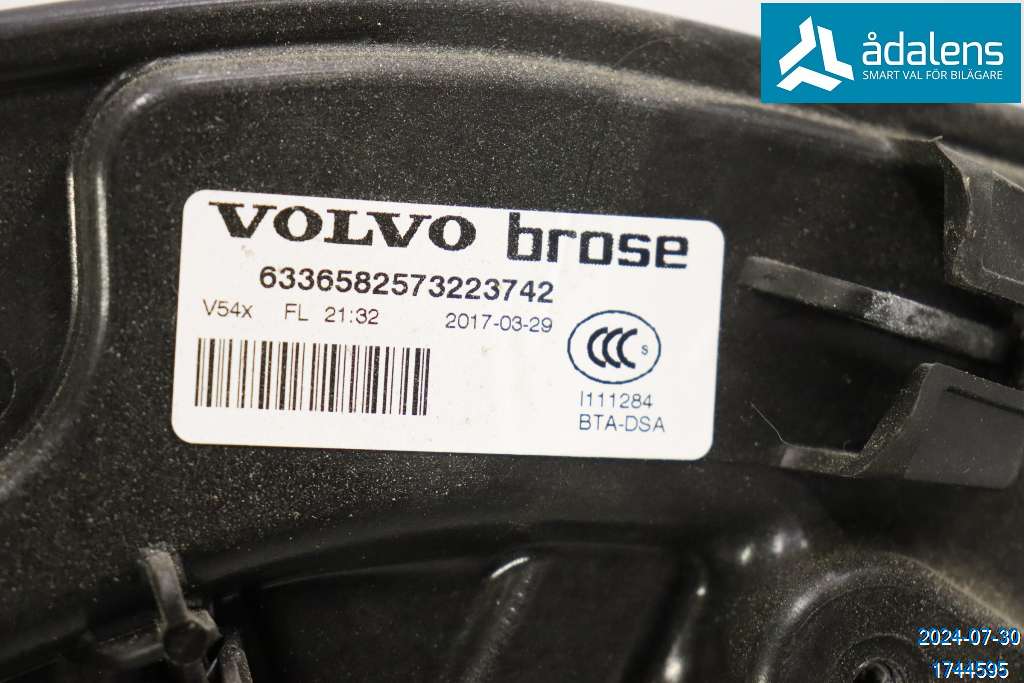 ådalens
SMART VAL FÖR BILÄGARE
VOLVO brose
6336582573223742
V54x FL 21:32 2017-03-29
CCC S
I111284
BTA-DSA
2024-07-30
1744595